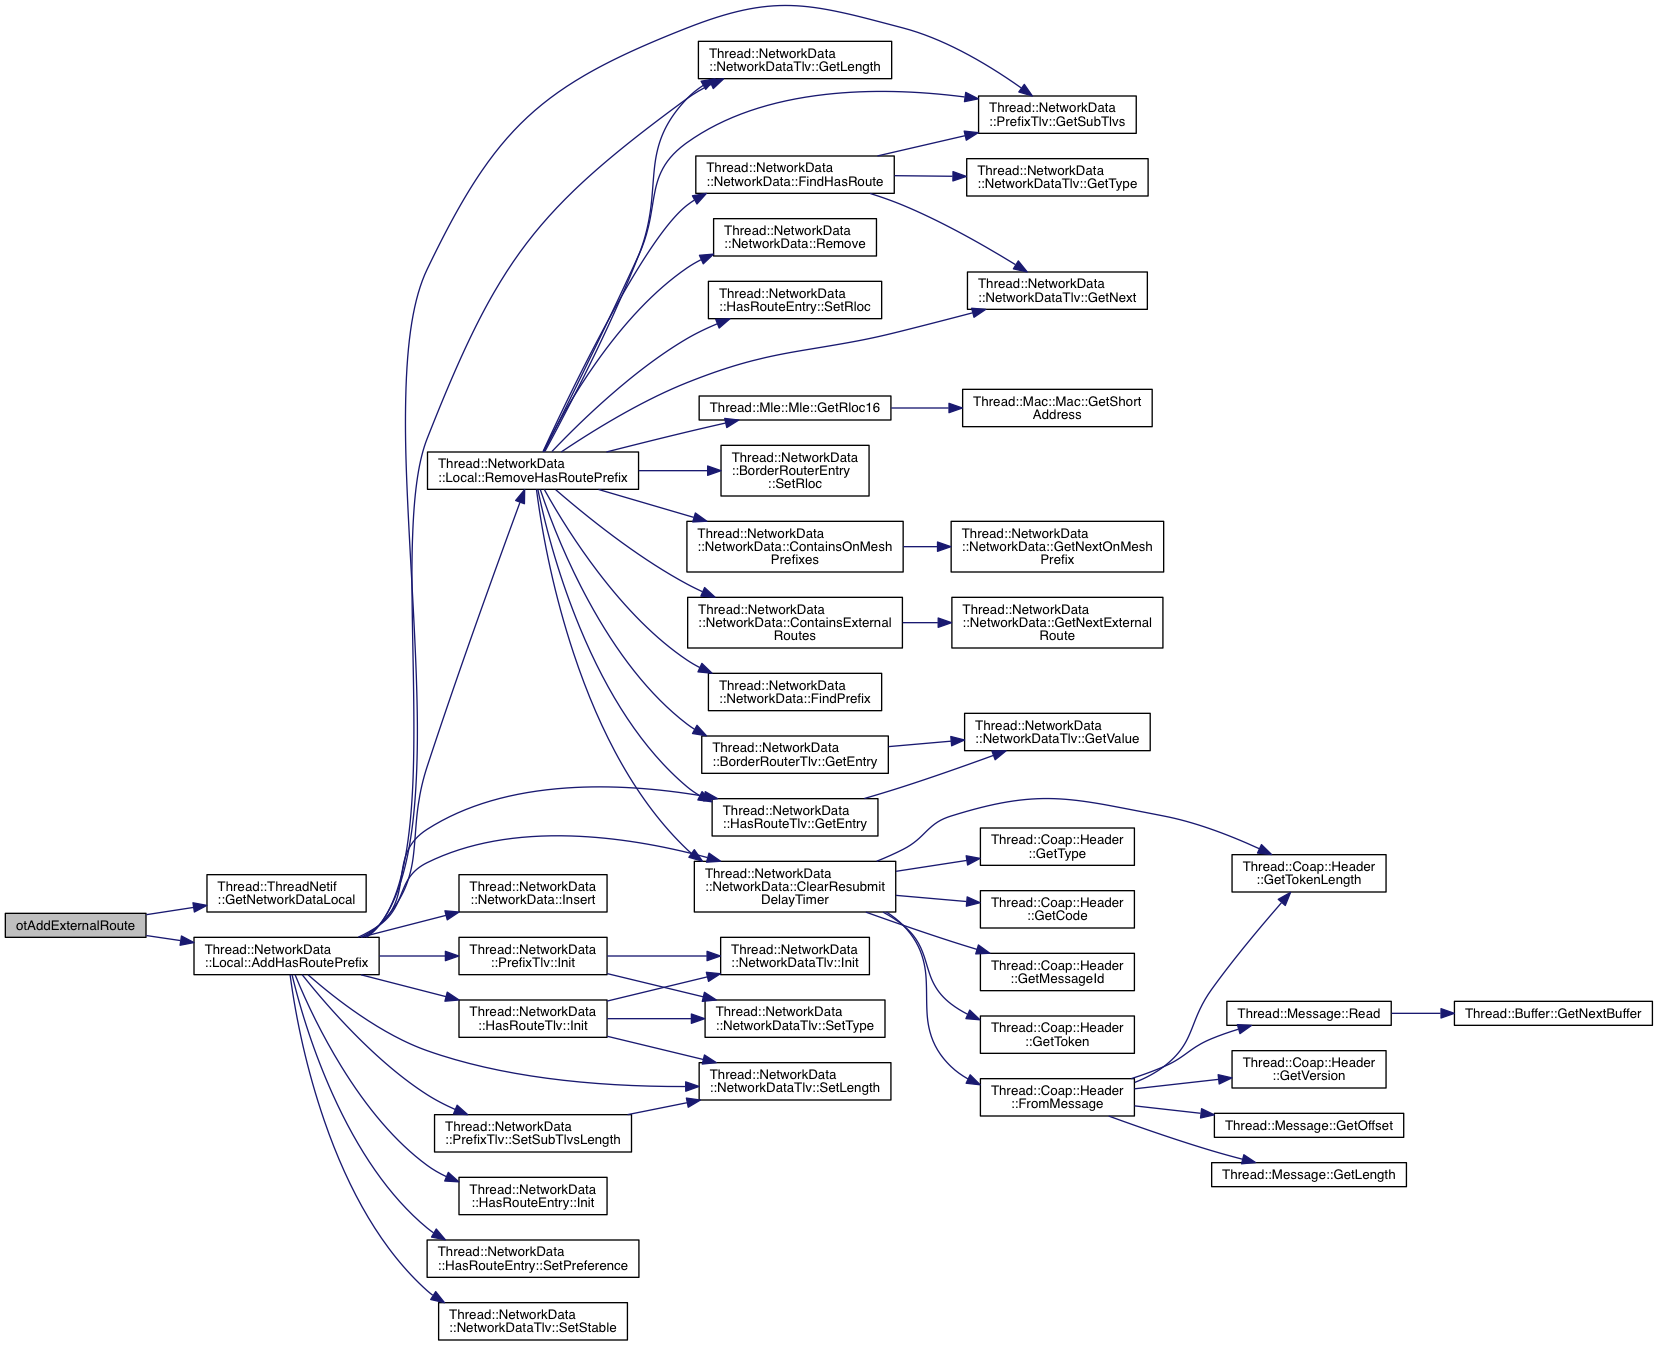 otAddExternalRoute
Thread::ThreadNetif
::GetNetworkDataLocal
Thread::NetworkData
::Local::AddHasRoutePrefix
Thread::NetworkData
::Local::RemoveHasRoutePrefix
Thread::NetworkData
::NetworkData::Insert
Thread::NetworkData
::PrefixTlv::Init
Thread::NetworkData
::HasRouteTlv::Init
Thread::NetworkData
::PrefixTlv::SetSubTlvsLength
Thread::NetworkData
::HasRouteEntry::Init
Thread::NetworkData
::HasRouteEntry::SetPreference
Thread::NetworkData
::NetworkDataTlv::SetStable
Thread::NetworkData
::NetworkDataTlv::GetLength
Thread::NetworkData
::NetworkData::FindHasRoute
Thread::NetworkData
::NetworkData::Remove
Thread::NetworkData
::HasRouteEntry::SetRloc
Thread::Mle::Mle::GetRloc16
Thread::NetworkData
::BorderRouterEntry
::SetRloc
Thread::NetworkData
::NetworkData::ContainsOnMesh
Prefixes
Thread::NetworkData
::NetworkData::ContainsExternal
Routes
Thread::NetworkData
::NetworkData::FindPrefix
Thread::NetworkData
::BorderRouterTlv::GetEntry
Thread::NetworkData
::HasRouteTlv::GetEntry
Thread::NetworkData
::NetworkData::ClearResubmit
DelayTimer
Thread::NetworkData
::NetworkDataTlv::Init
Thread::NetworkData
::NetworkDataTlv::SetType
Thread::NetworkData
::NetworkDataTlv::SetLength
Thread::NetworkData
::PrefixTlv::GetSubTlvs
Thread::NetworkData
::NetworkDataTlv::GetType
Thread::NetworkData
::NetworkDataTlv::GetNext
Thread::Mac::Mac::GetShort
Address
Thread::NetworkData
::NetworkData::GetNextOnMesh
Prefix
Thread::NetworkData
::NetworkData::GetNextExternal
Route
Thread::NetworkData
::NetworkDataTlv::GetValue
Thread::Coap::Header
::GetType
Thread::Coap::Header
::GetCode
Thread::Coap::Header
::GetMessageId
Thread::Coap::Header
::GetToken
Thread::Coap::Header
::FromMessage
Thread::Coap::Header
::GetTokenLength
Thread::Message::Read
Thread::Coap::Header
::GetVersion
Thread::Message::GetOffset
Thread::Message::GetLength
Thread::Buffer::GetNextBuffer